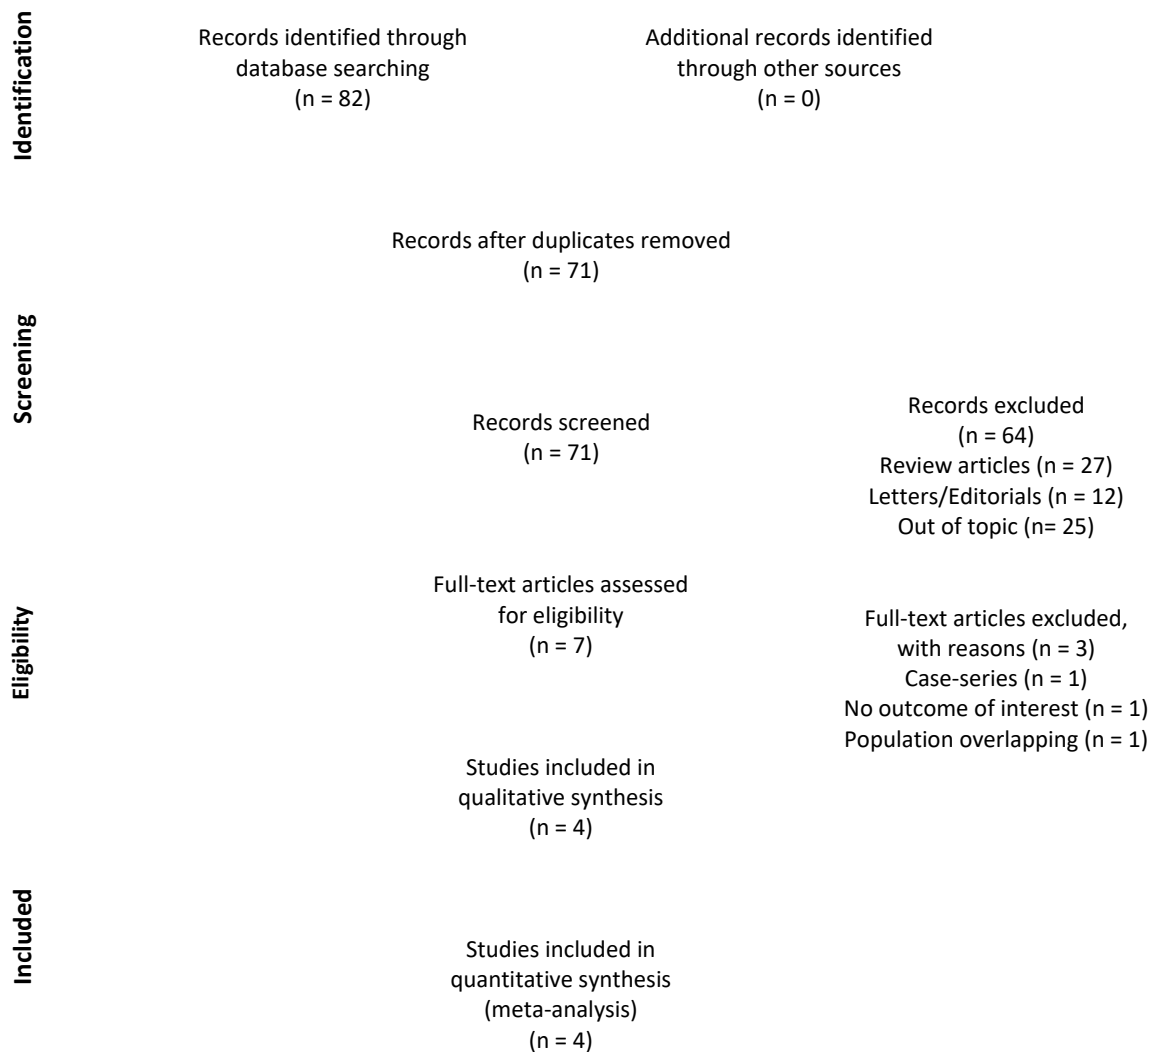 Identification
Records identified through
database searching
(n = 82)
Additional records identified
through other sources
(n = 0)
Records after duplicates removed
(n = 71)
Screening
Records screened
(n = 71)
Records excluded
(n = 64)
Review articles (n = 27)
Letters/Editorials (n = 12)
Out of topic (n= 25)
Eligibility
Full-text articles assessed
for eligibility
(n = 7)
Full-text articles excluded,
with reasons (n = 3)
Case-series (n = 1)
No outcome of interest (n = 1)
Population overlapping (n = 1)
Studies included in
qualitative synthesis
(n = 4)
Included
Studies included in
quantitative synthesis
(meta-analysis)
(n = 4)